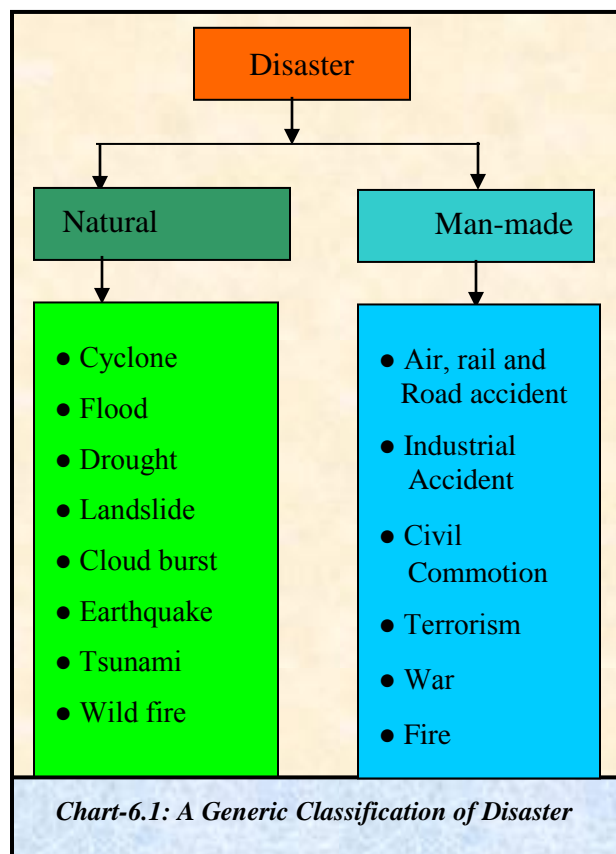 Disaster
Natural
Man-made
● Cyclone
● Flood
● Drought
● Landslide
● Cloud burst
● Earthquake
● Tsunami
● Wild fire
● Air, rail and
Road accident
● Industrial
Accident
● Civil
Commotion
● Terrorism
● War
● Fire
Chart-6.1: A Generic Classification of Disaster